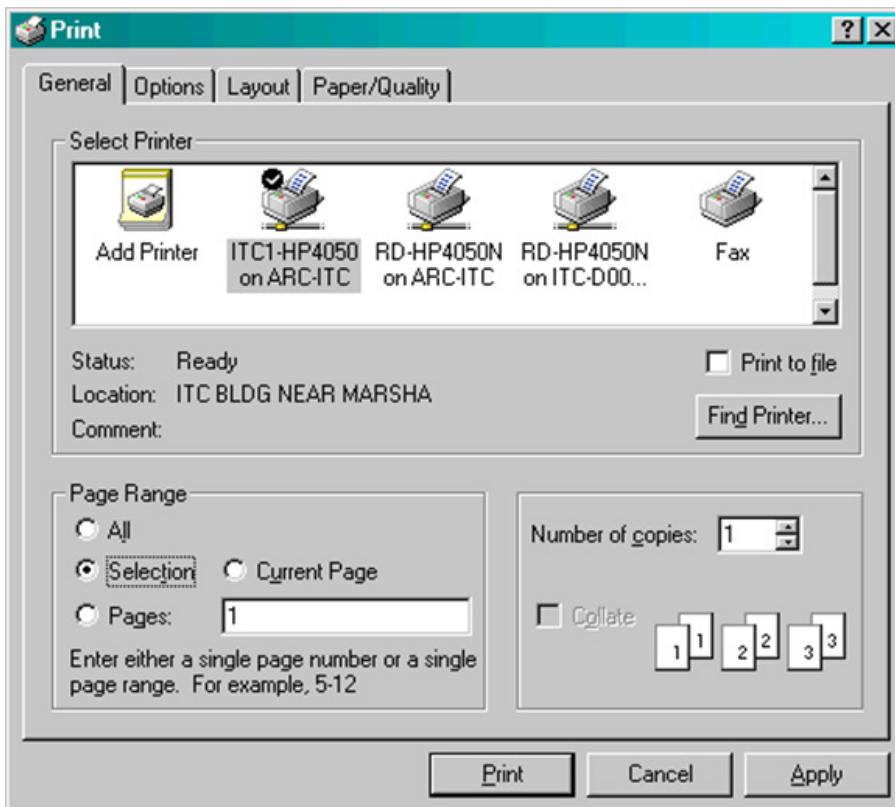 Print
General Options Layout Paper/Quality
Select Printer
Add Printer ITC1-HP4050 RD-HP4050N RD-HP4050N Fax
on ARC-ITC on ARC-ITC on ITC-D00...
Status: Ready
Print to file
Location: ITC BLDG NEAR MARSHA
Find Printer...
Comment:
Page Range
All
Selection Current Page
Pages: 1
Enter either a single page number or a single
page range. For example, 5-12
Number of copies: 1
Collate
1 1 2 2 3 3
Print Cancel Apply